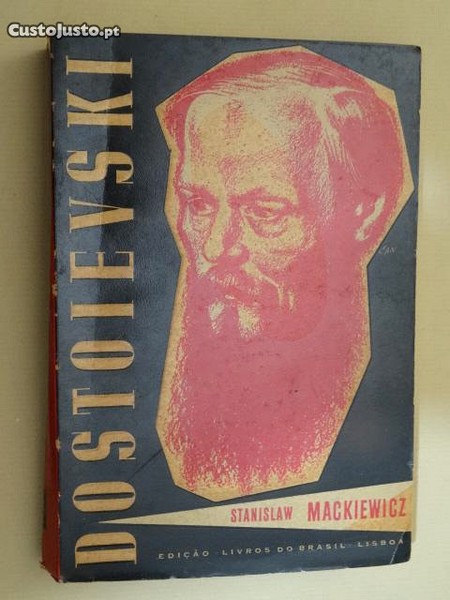 CustoJusto.pt
DOSTOIEVSKI
STANISLAW MACKIEWICZ
EDIÇÃO LIVROS DO BRASIL LISBOA